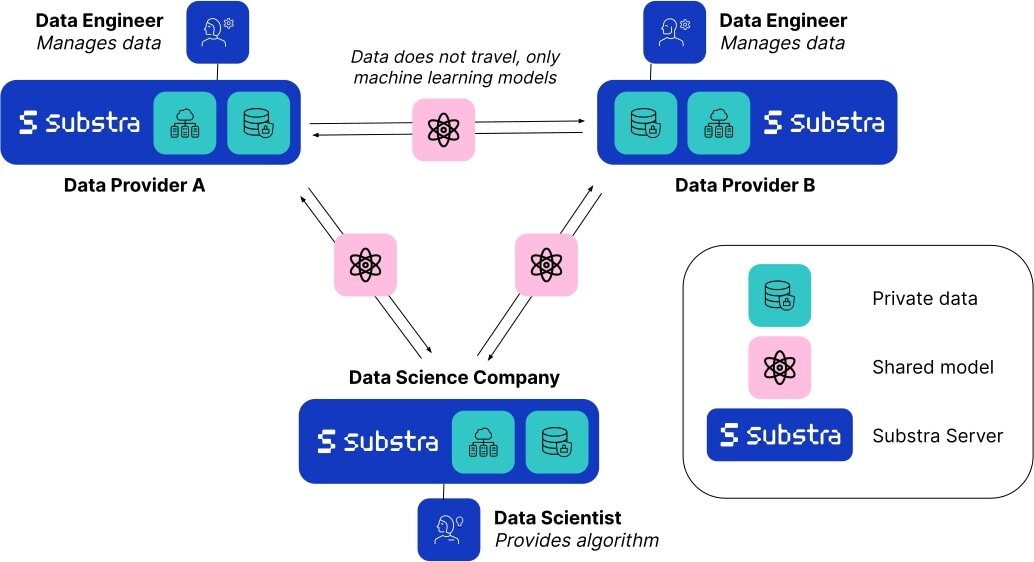 Data Engineer
Manages data
Data Engineer
Manages data
Data does not travel, only
machine learning models
Substra
Substra
Data Provider A
Data Provider B
Private data
Shared model
Data Science Company
Substra
Substra
Substra Server
Data Scientist
Provides algorithm